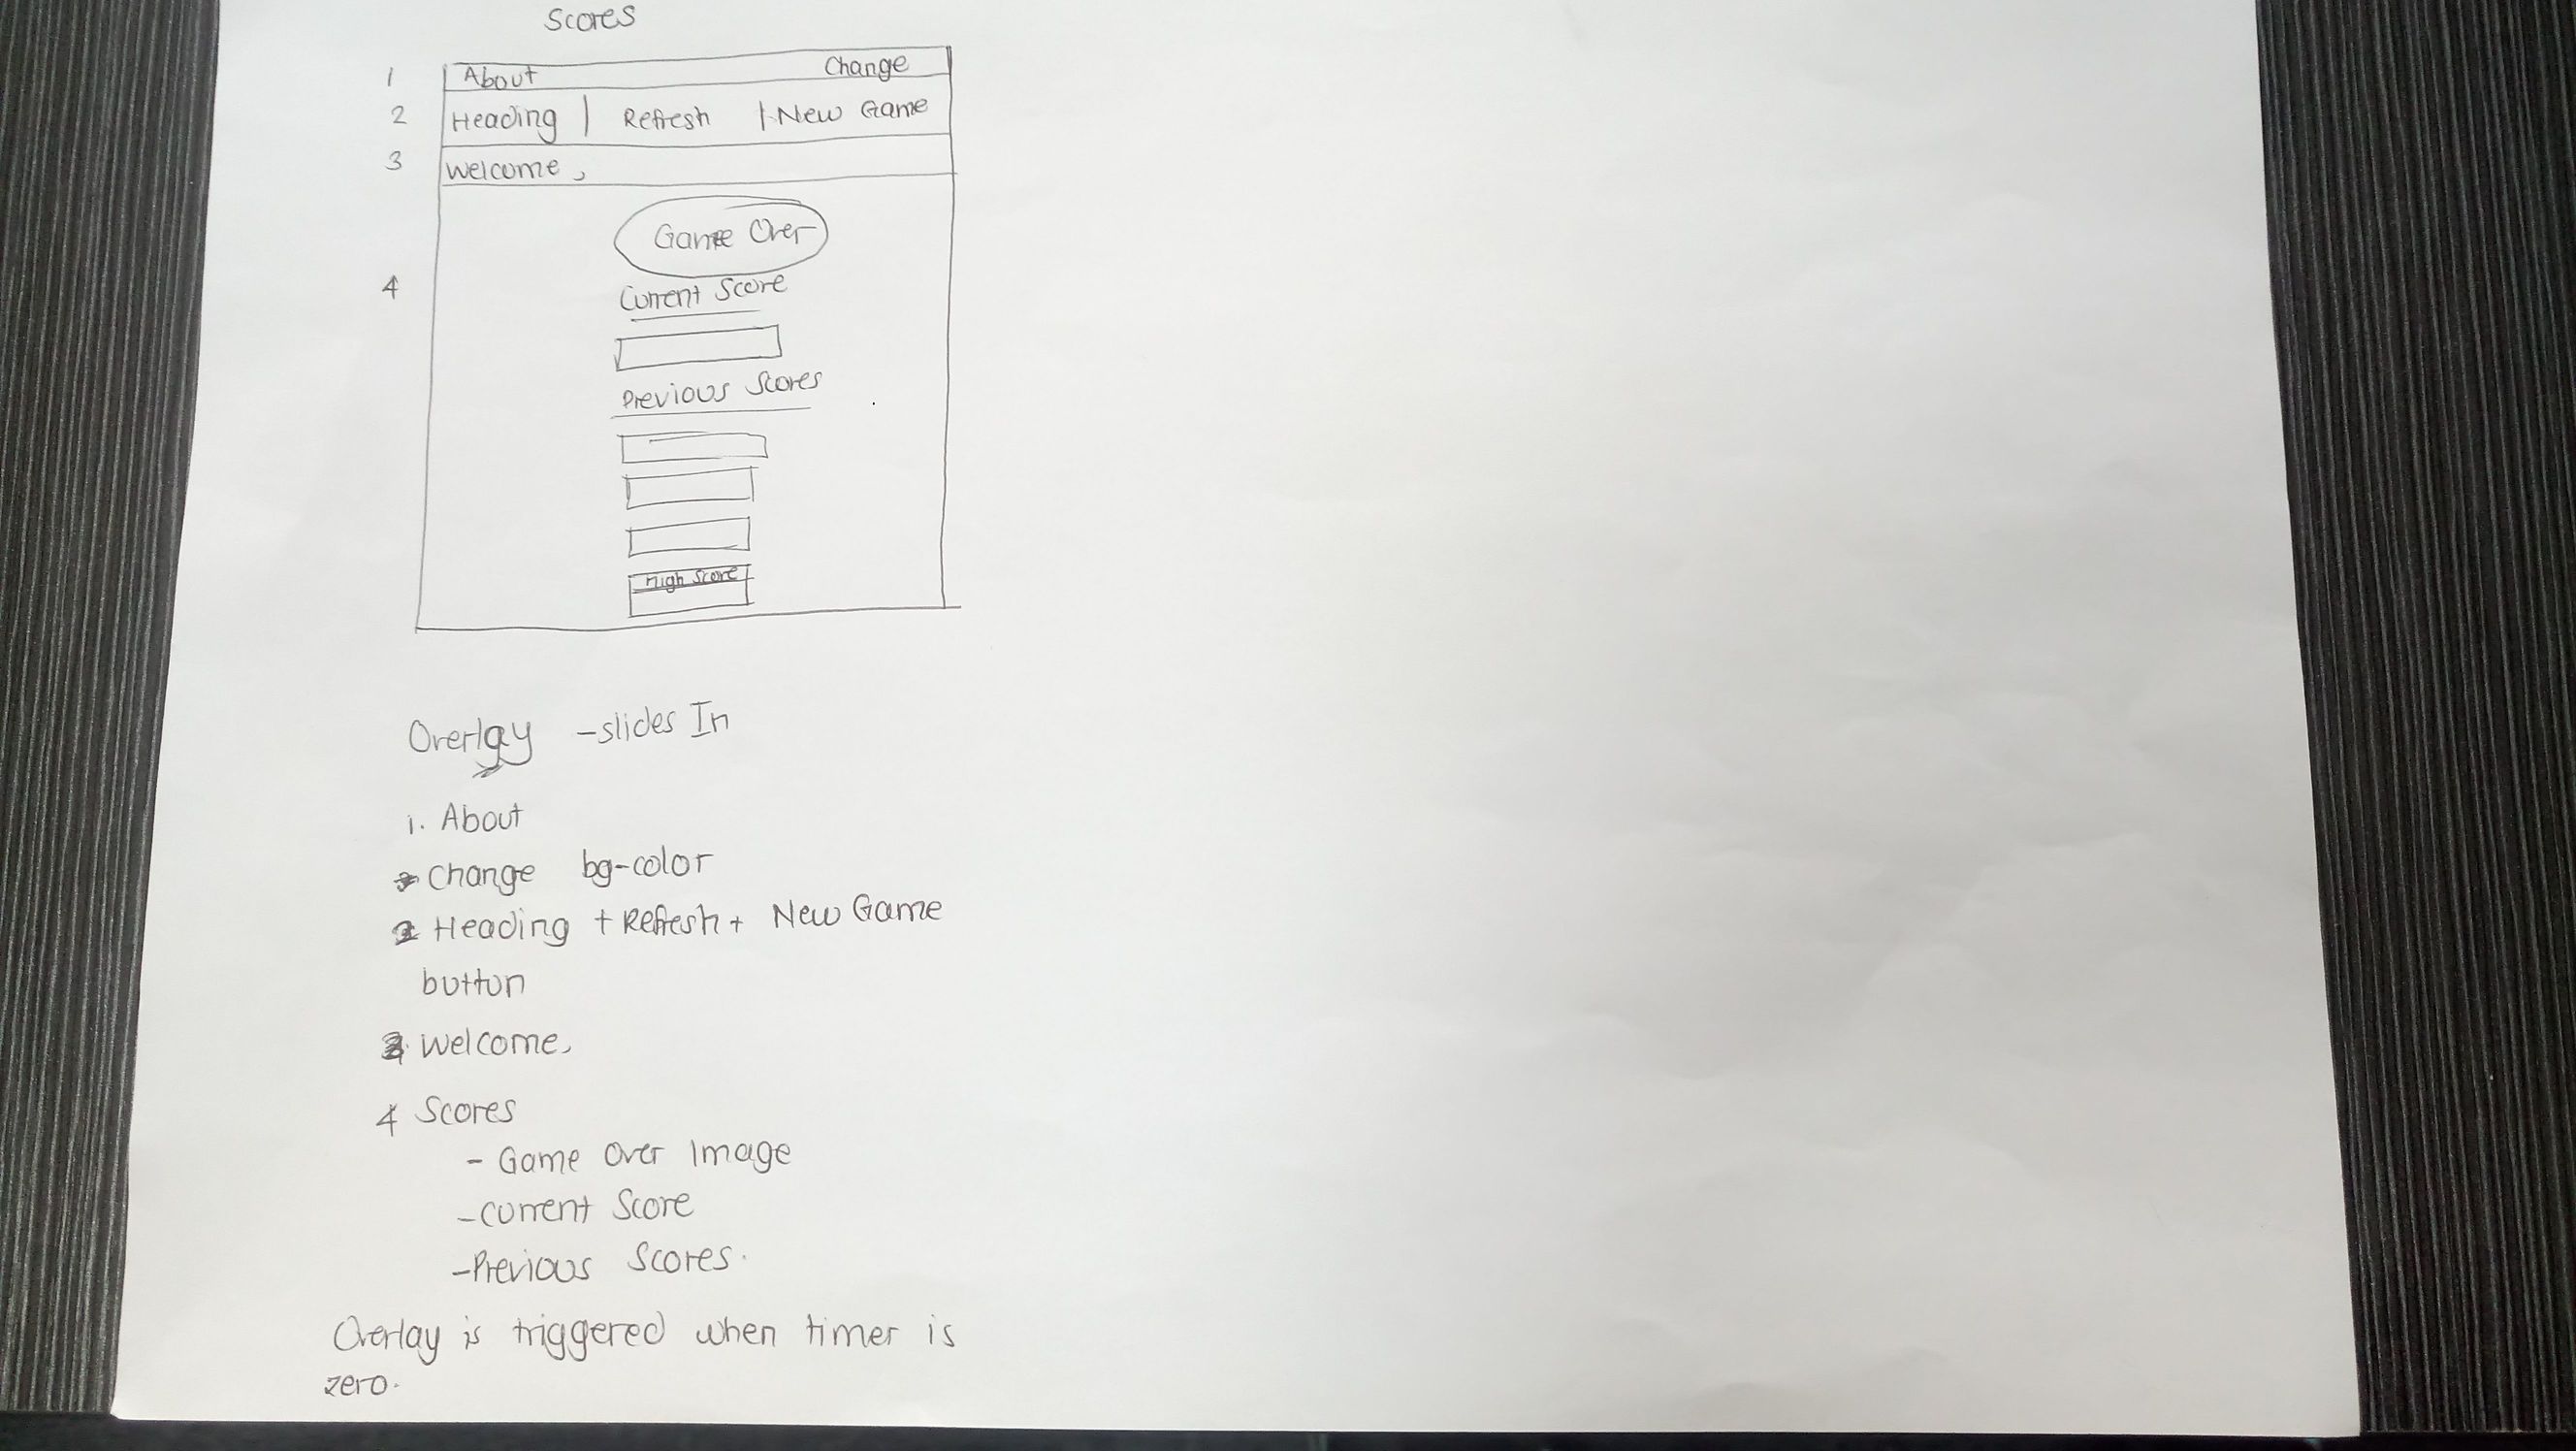 Scores
1 About Change
2 Heading | Refresh | New Game
3 Welcome,
Game Over
4 Current Score
Previous Scores
High Score
Overlay - slides In
1. About
Change bg-color
2 Heading + Refresh + New Game
button
3. Welcome,
4 Scores
- Game Over Image
- Current Score
- Previous Scores.
Overlay is triggered when timer is
zero.